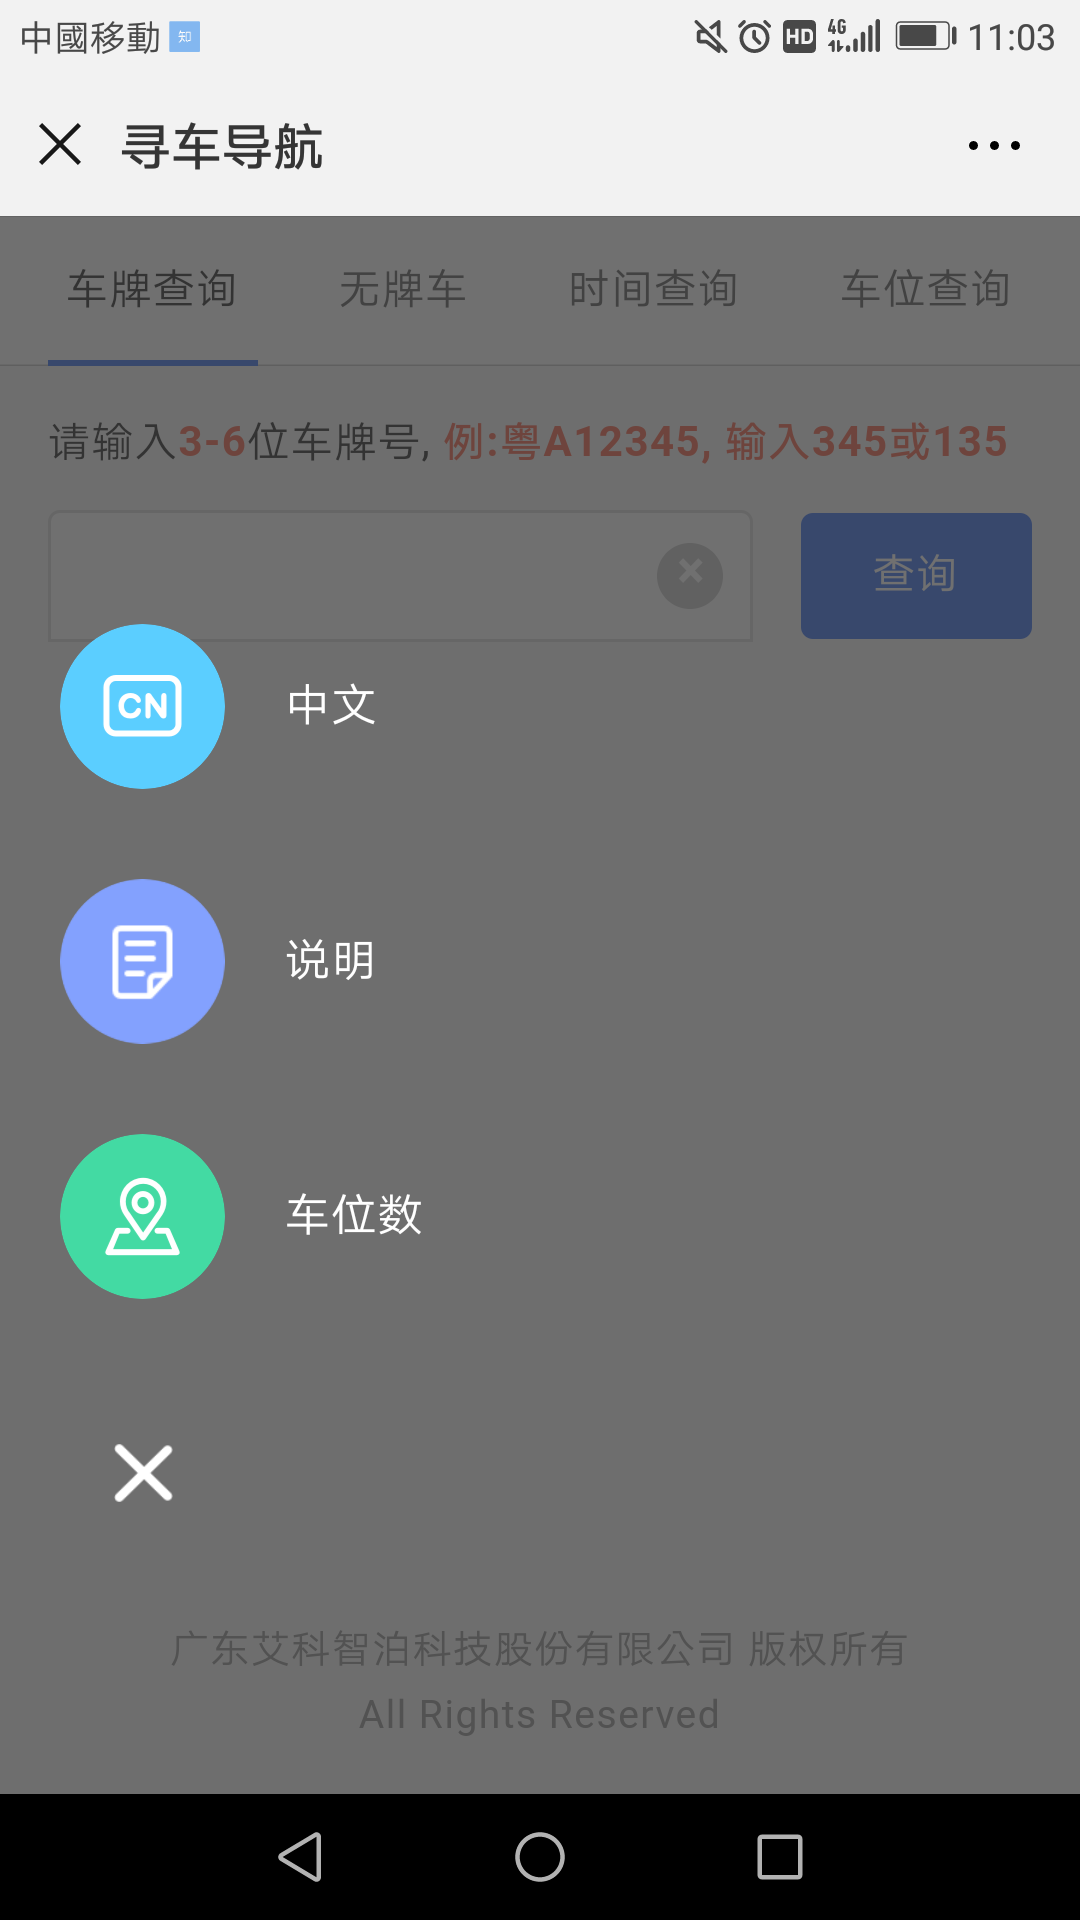 中國移動 知 HD 4G 11:03
寻车导航
车牌查询 无牌车 时间查询 车位查询
请输入3-6位车牌号, 例:粤A12345, 输入345或135
查询
CN 中文
说明
车位数
广东艾科智泊科技股份有限公司 版权所有
All Rights Reserved